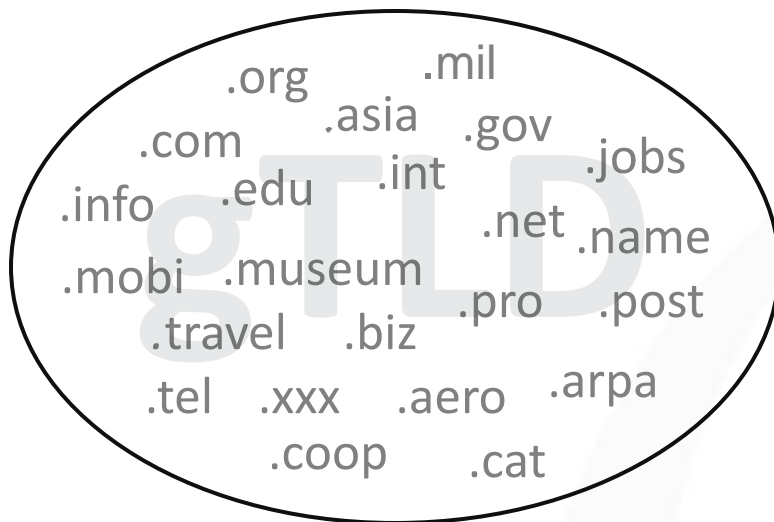 .org
.mil
.asia
.com
.gov
.jobs
.int
.edu
.info
.net
.name
gTLD
.mobi
.museum
.pro
.post
.travel
.biz
.tel
.xxx
.aero
.arpa
.coop
.cat